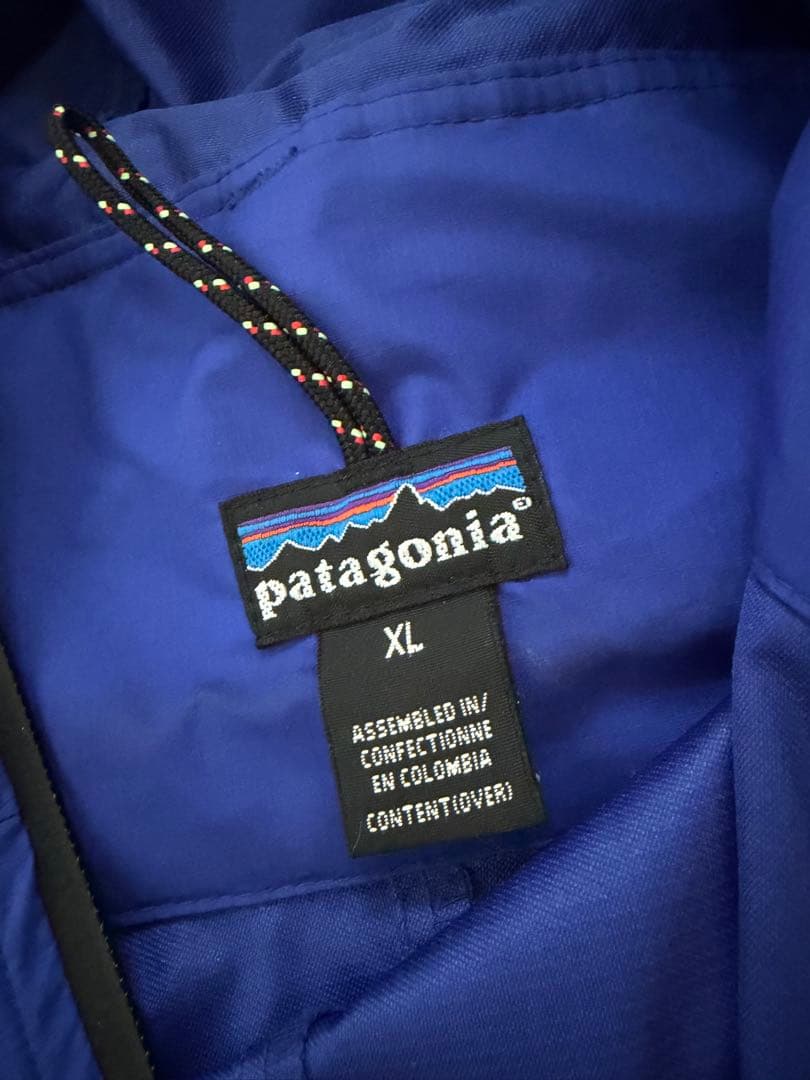 patagonia®
XL
ASSEMBLED IN/
CONFECTIONNE
EN COLOMBIA
CONTENT(OVER)